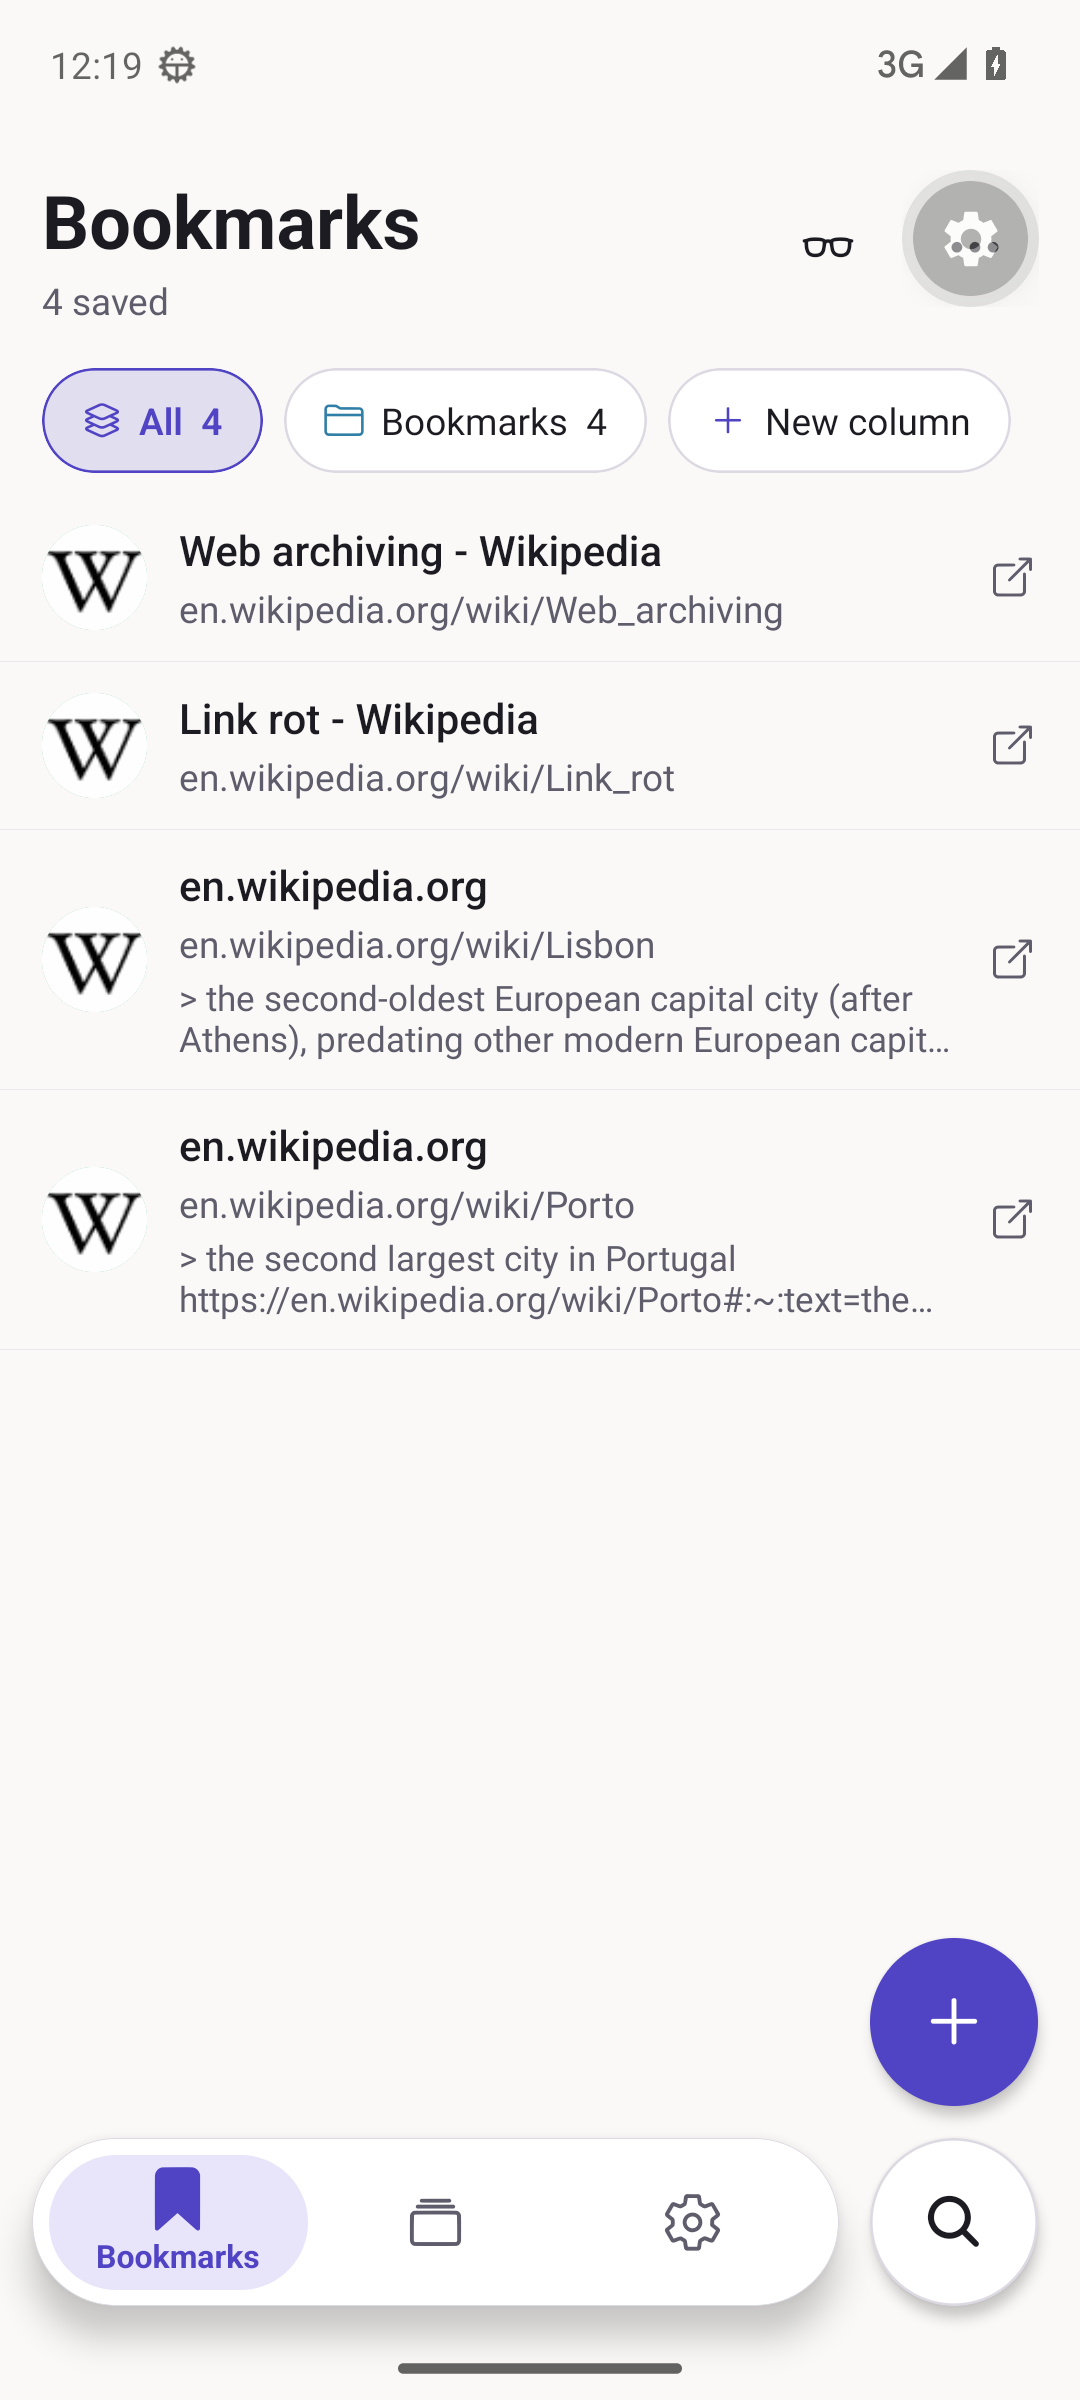 12:19
3G
Bookmarks
4 saved
All 4
Bookmarks 4
New column
Web archiving - Wikipedia
en.wikipedia.org/wiki/Web_archiving
Link rot - Wikipedia
en.wikipedia.org/wiki/Link_rot
en.wikipedia.org
en.wikipedia.org/wiki/Lisbon
> the second-oldest European capital city (after
Athens), predating other modern European capit…
en.wikipedia.org
en.wikipedia.org/wiki/Porto
> the second largest city in Portugal
https://en.wikipedia.org/wiki/Porto#:~:text=the…
Bookmarks